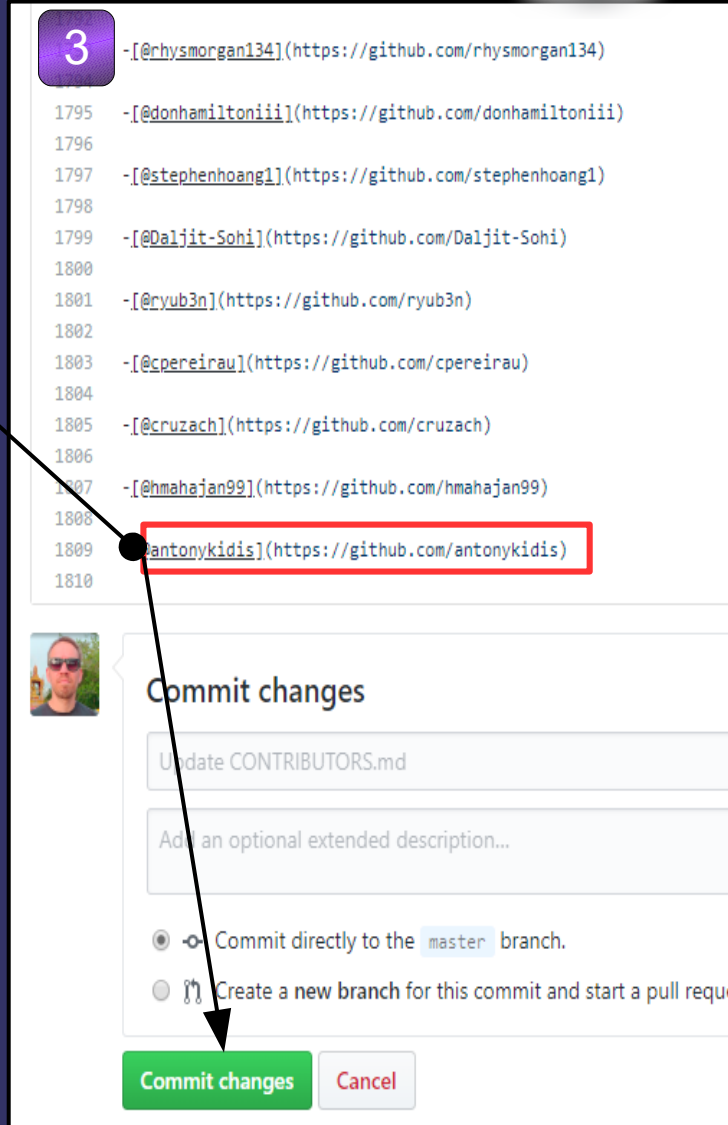 1792
3
-[@rhysmorgan134](https://github.com/rhysmorgan134)
1794
1795 -[@donhamiltoniii](https://github.com/donhamiltoniii)
1796
1797 -[@stephenhoang1](https://github.com/stephenhoang1)
1798
1799 -[@Daljit-Sohi](https://github.com/Daljit-Sohi)
1800
1801 -[@ryub3n](https://github.com/ryub3n)
1802
1803 -[@cpereirau](https://github.com/cpereirau)
1804
1805 -[@cruzach](https://github.com/cruzach)
1806
1807 -[@hmahajan99](https://github.com/hmahajan99)
1808
1809 antonykidis](https://github.com/antonykidis)
1810
Commit changes
Update CONTRIBUTORS.md
Add an optional extended description...
Commit directly to the master branch.
Create a new branch for this commit and start a pull reque
Commit changes
Cancel